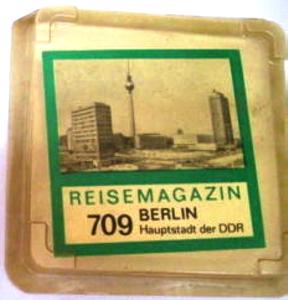 REISEMAGAZIN
709 BERLIN
Hauptstadt der DDR